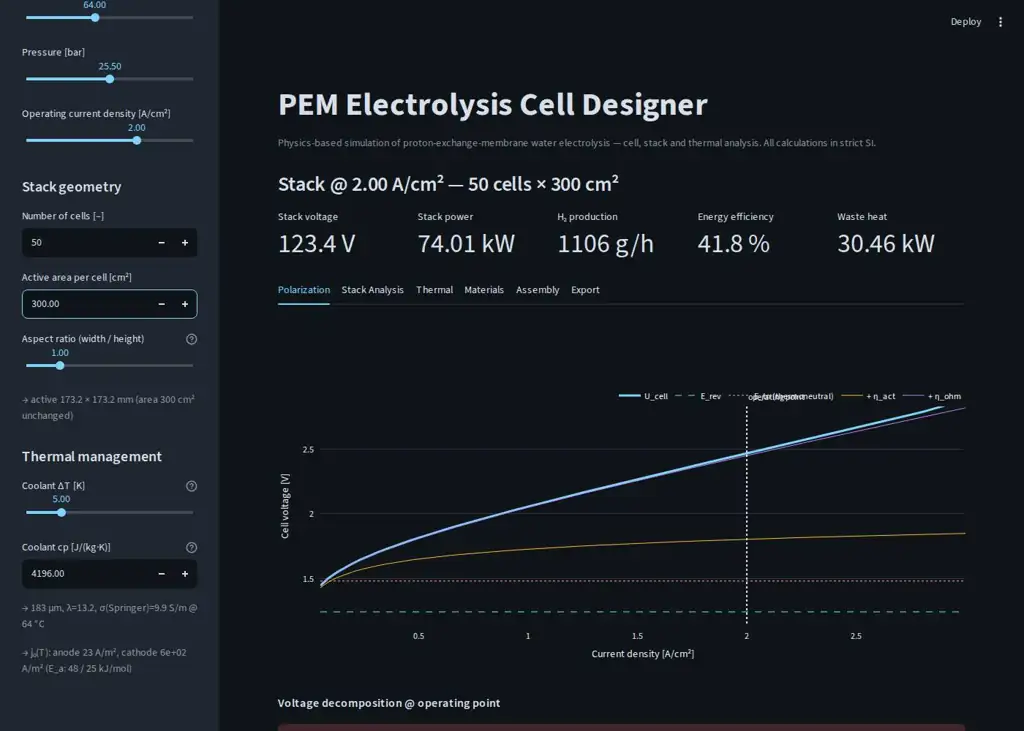 64.00
Pressure [bar]
25.50
Operating current density [A/cm²]
2.00
Stack geometry
Number of cells [–]
50
Active area per cell [cm²]
300.00
Aspect ratio (width / height)
1.00
→ active 173.2 × 173.2 mm (area 300 cm²
unchanged)
Thermal management
Coolant ΔT [K]
5.00
Coolant cp [J/(kg·K)]
4196.00
→ 183 µm, λ=13.2, σ(Springer)=9.9 S/m @
64 °C
→ j₀(T): anode 23 A/m², cathode 6e+02
A/m² (E_a: 48 / 25 kJ/mol)
Deploy
PEM Electrolysis Cell Designer
Physics-based simulation of proton-exchange-membrane water electrolysis — cell, stack and thermal analysis. All calculations in strict SI.
Stack @ 2.00 A/cm² — 50 cells × 300 cm²
Stack voltage
123.4 V
Stack power
74.01 kW
H₂ production
1106 g/h
Energy efficiency
41.8 %
Waste heat
30.46 kW
Polarization Stack Analysis Thermal Materials Assembly Export
U_cell E_rev (thermoneutral) + η_act + η_ohm
Cell voltage [V]
2.5
2
1.5
0.5 1 1.5 2 2.5
Current density [A/cm²]
Voltage decomposition @ operating point